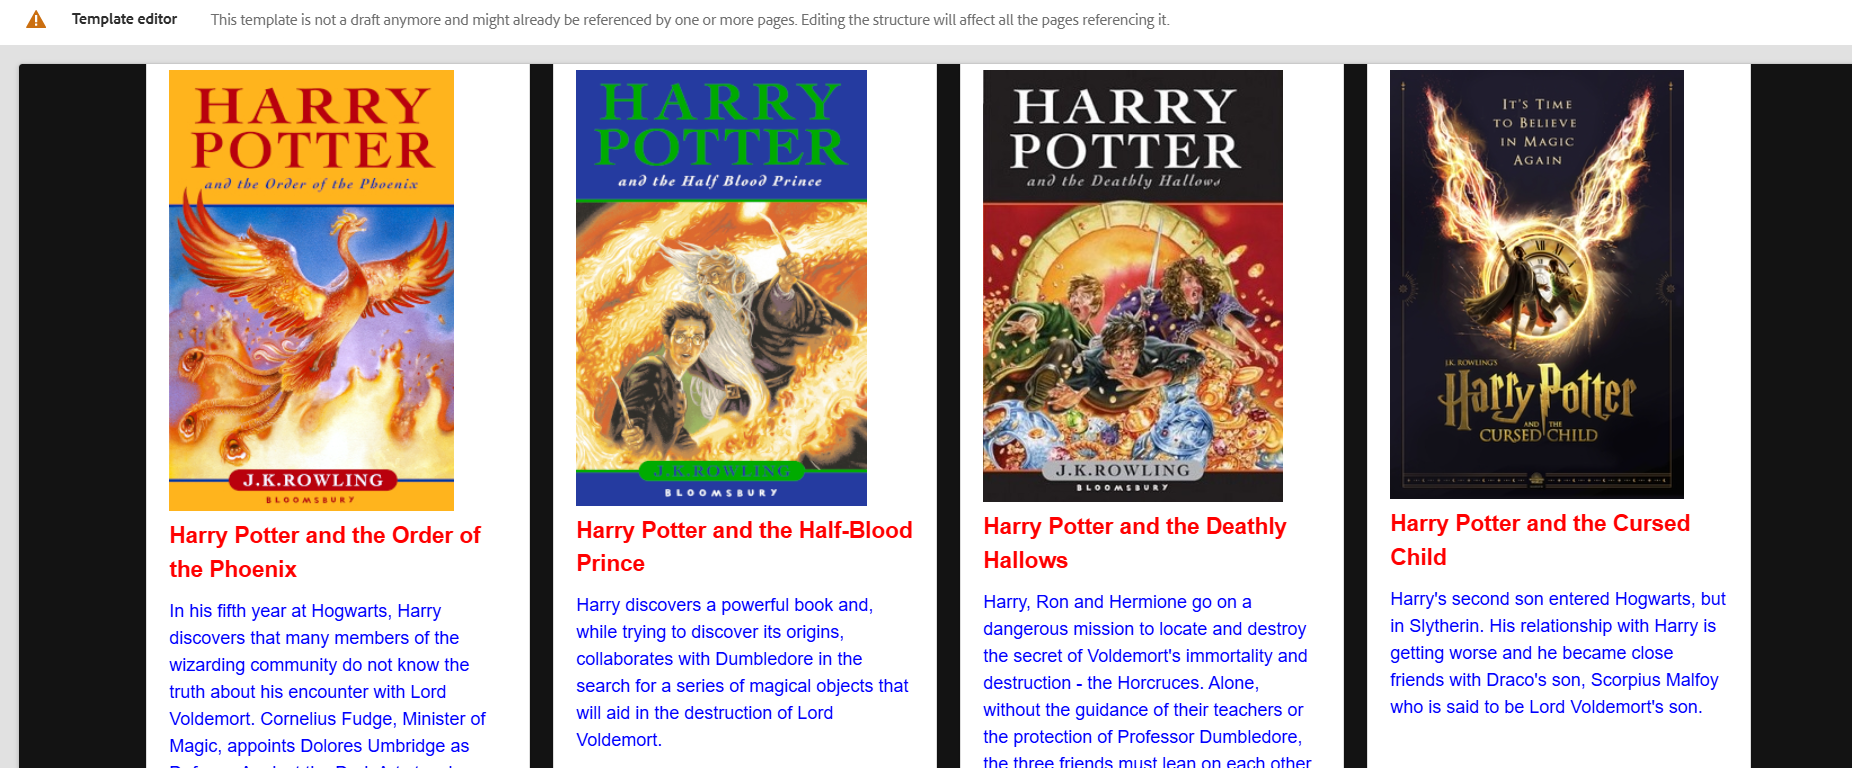 Template editor This template is not a draft anymore and might already be referenced by one or more pages. Editing the structure will affect all the pages referencing it.
HARRY
POTTER
and the Order of the Phoenix
J.K.ROWLING
BLOOMSBURY
Harry Potter and the Order of
the Phoenix
In his fifth year at Hogwarts, Harry
discovers that many members of the
wizarding community do not know the
truth about his encounter with Lord
Voldemort. Cornelius Fudge, Minister of
Magic, appoints Dolores Umbridge as
HARRY
POTTER
and the Half Blood Prince
J.K.ROWLING
BLOOMSBURY
Harry Potter and the Half-Blood
Prince
Harry discovers a powerful book and,
while trying to discover its origins,
collaborates with Dumbledore in the
search for a series of magical objects that
will aid in the destruction of Lord
Voldemort.
HARRY
POTTER
and the Deathly Hallows
J.K.ROWLING
BLOOMSBURY
Harry Potter and the Deathly
Hallows
Harry, Ron and Hermione go on a
dangerous mission to locate and destroy
the secret of Voldemort's immortality and
destruction - the Horcruces. Alone,
without the guidance of their teachers or
the protection of Professor Dumbledore,
the three friends must lean on each other
IT'S TIME
TO BELIEVE
IN MAGIC
AGAIN
J.K. ROWLING'S
Harry Potter
AND THE
CURSED CHILD
Harry Potter and the Cursed
Child
Harry's second son entered Hogwarts, but
in Slytherin. His relationship with Harry is
getting worse and he became close
friends with Draco's son, Scorpius Malfoy
who is said to be Lord Voldemort's son.